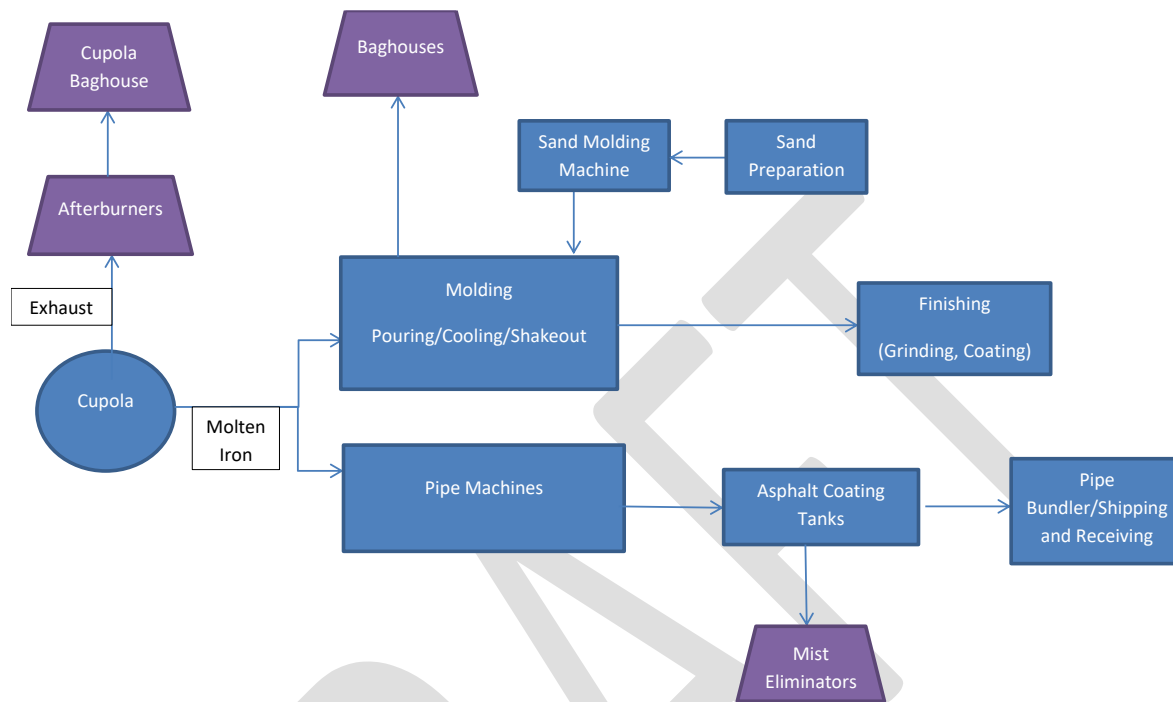 Cupola
Baghouse
Baghouses
Sand Molding
Machine
Sand
Preparation
Afterburners
Exhaust
Molding
Pouring/Cooling/Shakeout
Finishing
(Grinding, Coating)
Cupola
Molten
Iron
Pipe Machines
Asphalt Coating
Tanks
Pipe
Bundler/Shipping
and Receiving
Mist
Eliminators